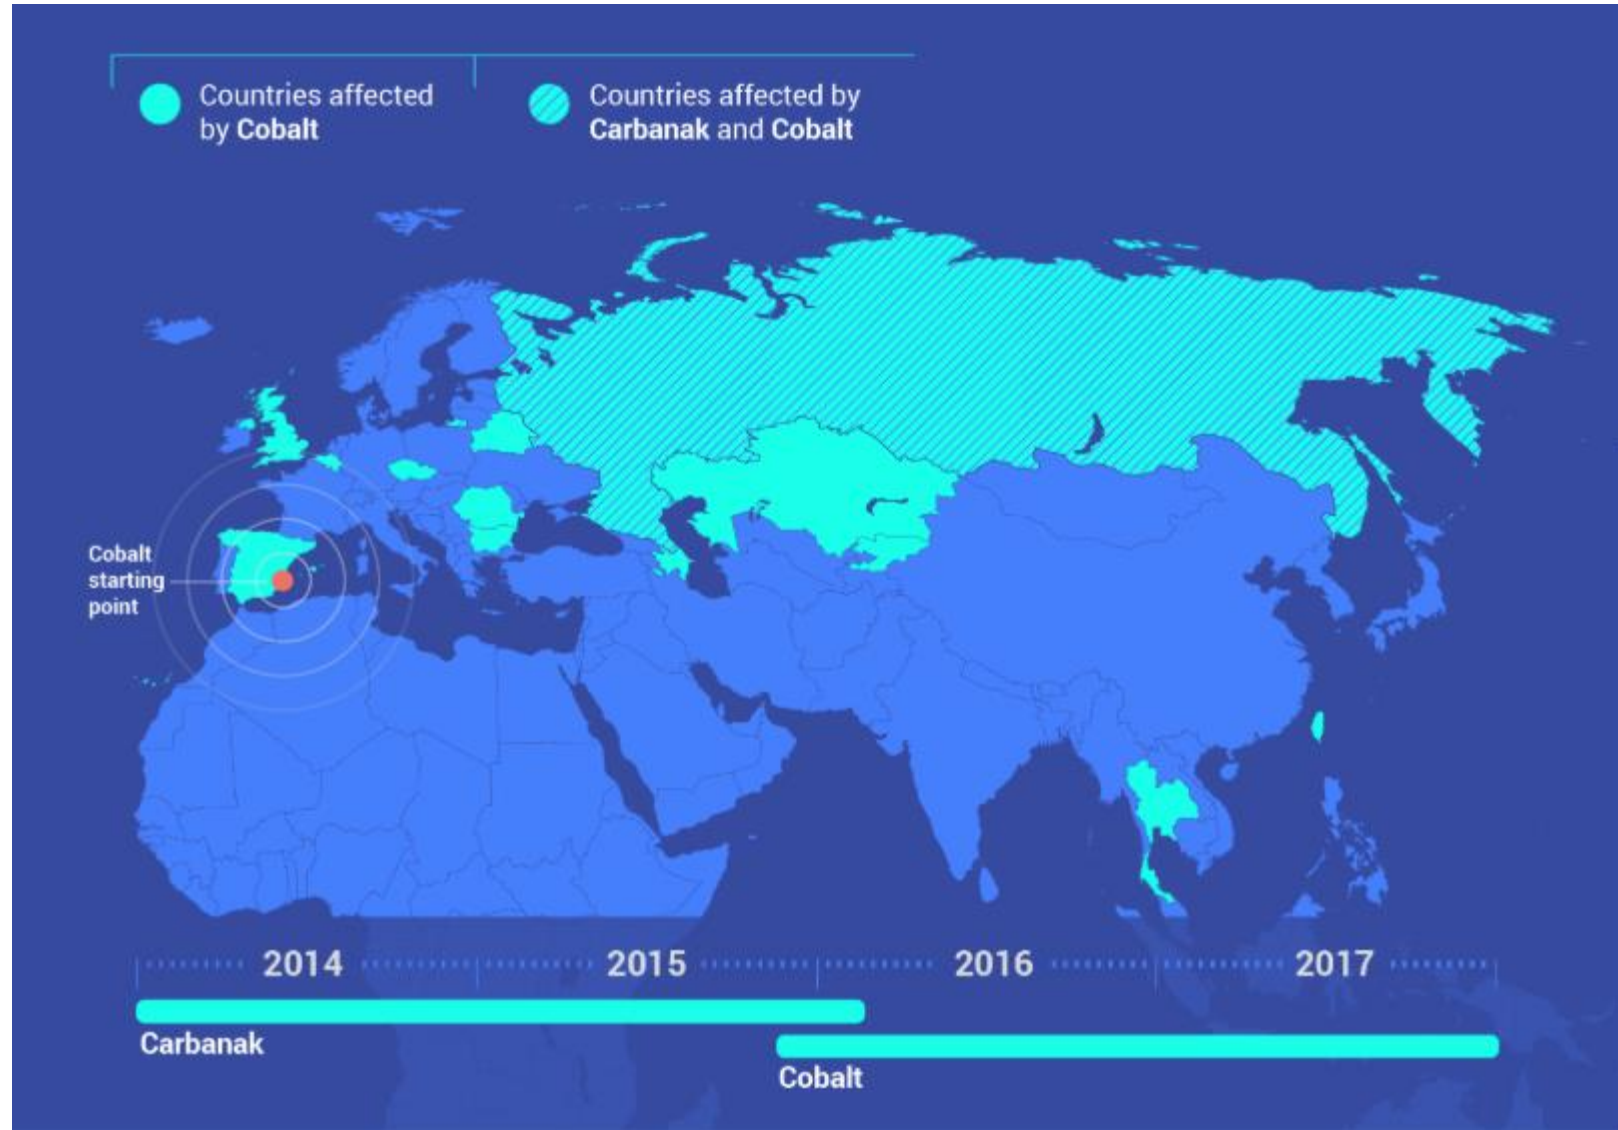 Countries affected
by Cobalt
Countries affected by
Carbanak and Cobalt
Cobalt
starting
point
2014
2015
2016
2017
Carbanak
Cobalt